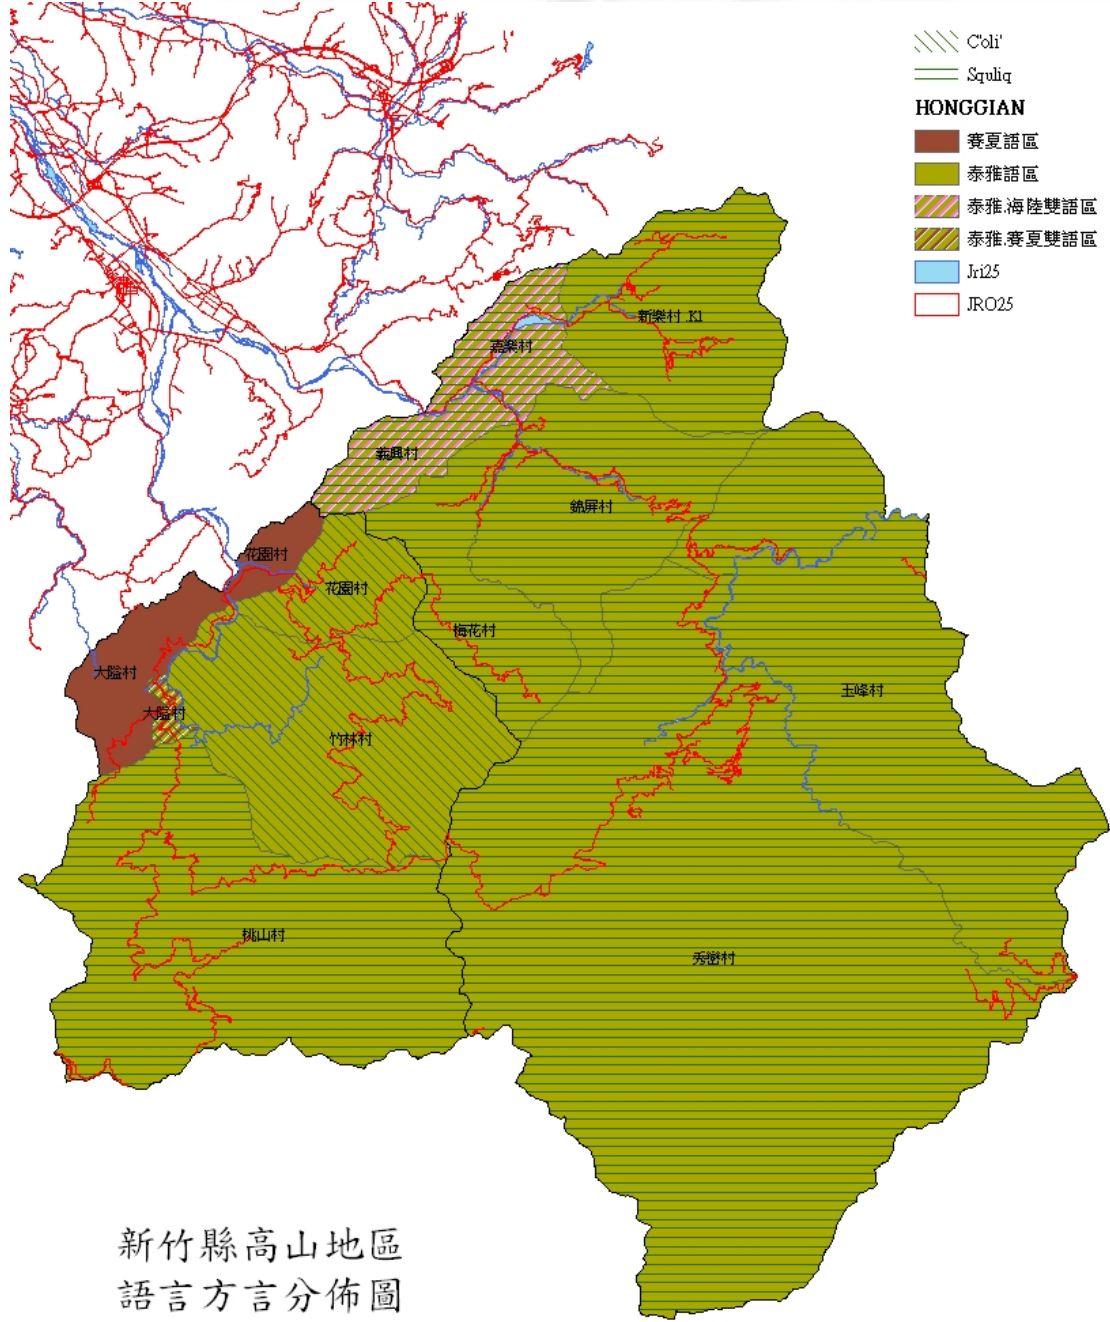 C'oli'
Squliq
HONGGIAN
賽夏語區
泰雅語區
泰雅.海陸雙語區
泰雅.賽夏雙語區
Jri25
JRO25
新樂村 .K1
嘉樂村
義興村
錦屏村
花園村
花園村
梅花村
大隘村
玉峰村
大隘村
竹林村
桃山村
秀巒村
新竹縣高山地區
語言方言分佈圖